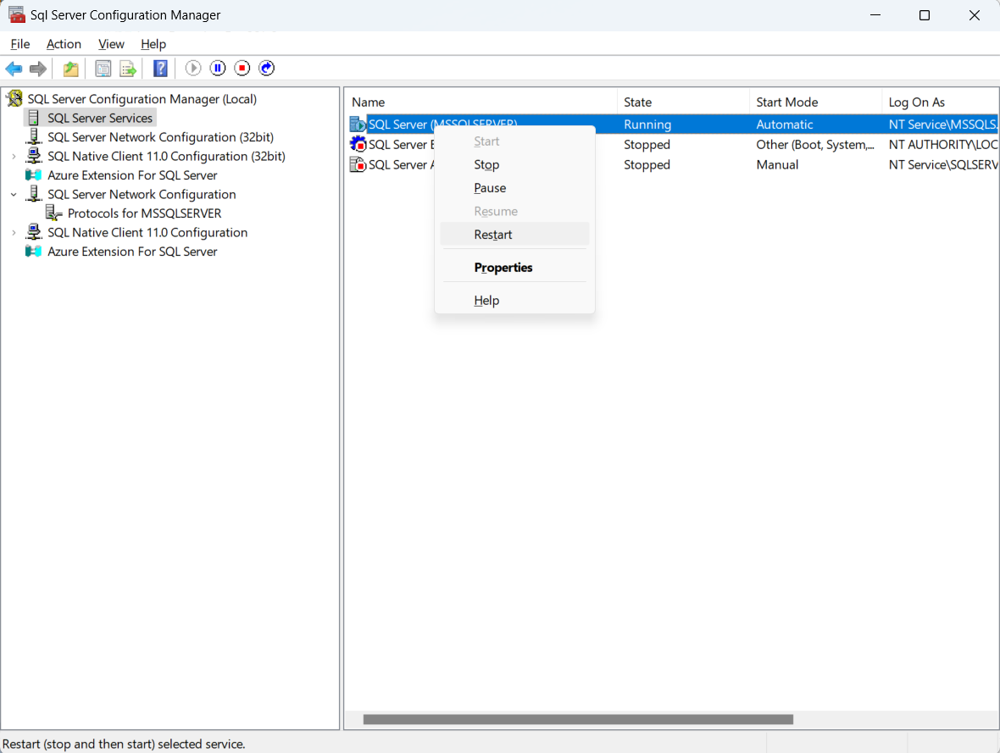 Sql Server Configuration Manager
File Action View Help
SQL Server Configuration Manager (Local)
SQL Server Services
SQL Server Network Configuration (32bit)
SQL Native Client 11.0 Configuration (32bit)
Azure Extension For SQL Server
SQL Server Network Configuration
Protocols for MSSQLSERVER
SQL Native Client 11.0 Configuration
Azure Extension For SQL Server
Name State Start Mode Log On As
SQL Server (MSSQLSERVER) Running Automatic NT Service\MSSQLS
SQL Server Stopped Other (Boot, System,... NT AUTHORITY\LOC
SQL Server Stopped Manual NT Service\SQLSERV
Start
Stop
Pause
Resume
Restart
Properties
Help
Restart (stop and then start) selected service.